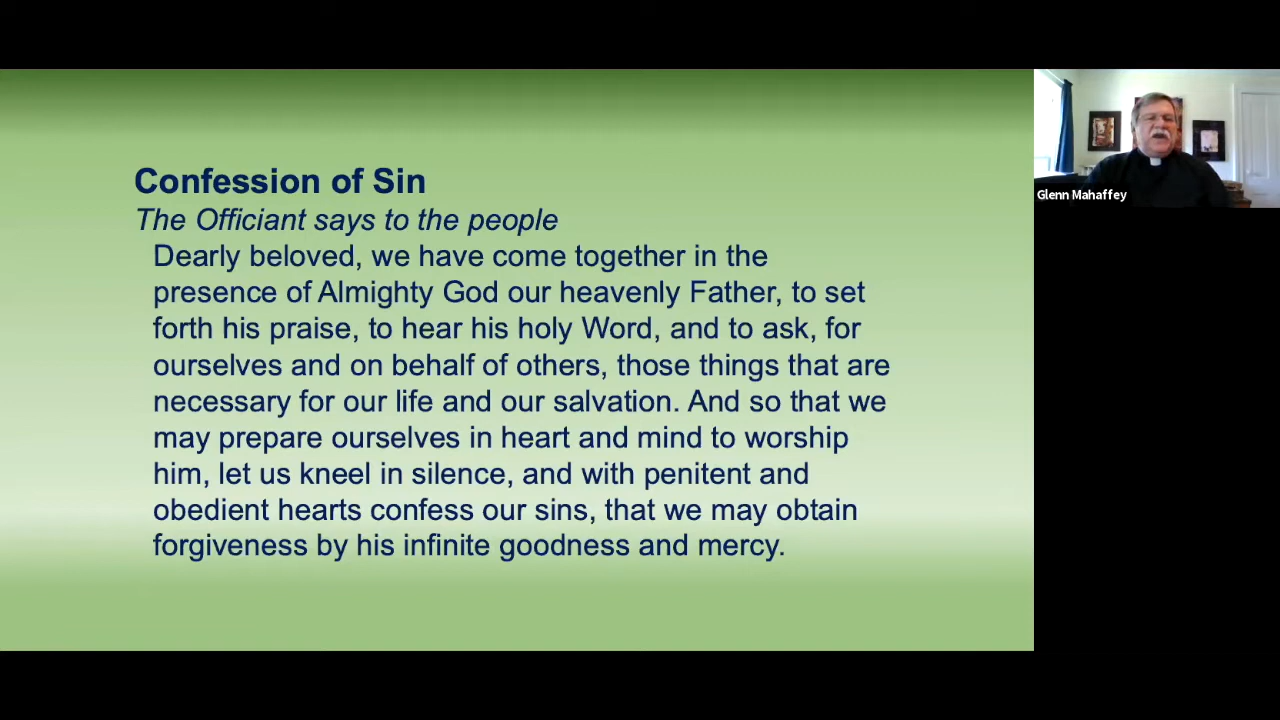 Confession of Sin
The Officiant says to the people
Dearly beloved, we have come together in the
presence of Almighty God our heavenly Father, to set
forth his praise, to hear his holy Word, and to ask, for
ourselves and on behalf of others, those things that are
necessary for our life and our salvation. And so that we
may prepare ourselves in heart and mind to worship
him, let us kneel in silence, and with penitent and
obedient hearts confess our sins, that we may obtain
forgiveness by his infinite goodness and mercy.
Glenn Mahaffey